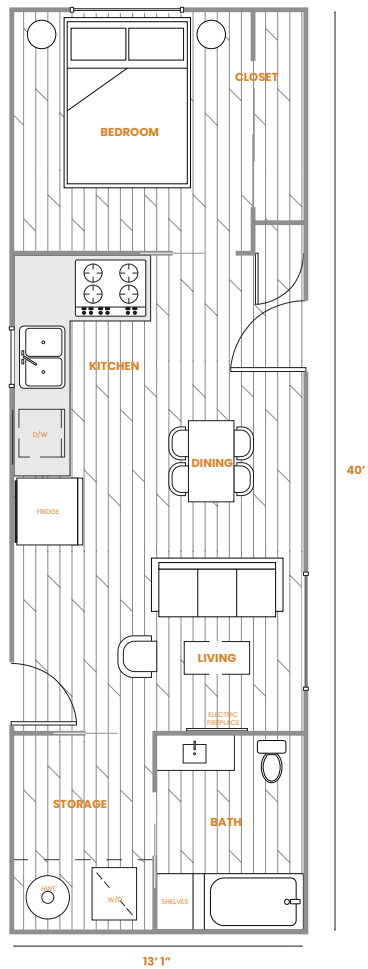 CLOSET
BEDROOM
KITCHEN
D/W
DINING
40’
FRIDGE
LIVING
ELECTRIC
FIREPLACE
STORAGE
BATH
HWT
W/D
SHELVES
13’ 1”